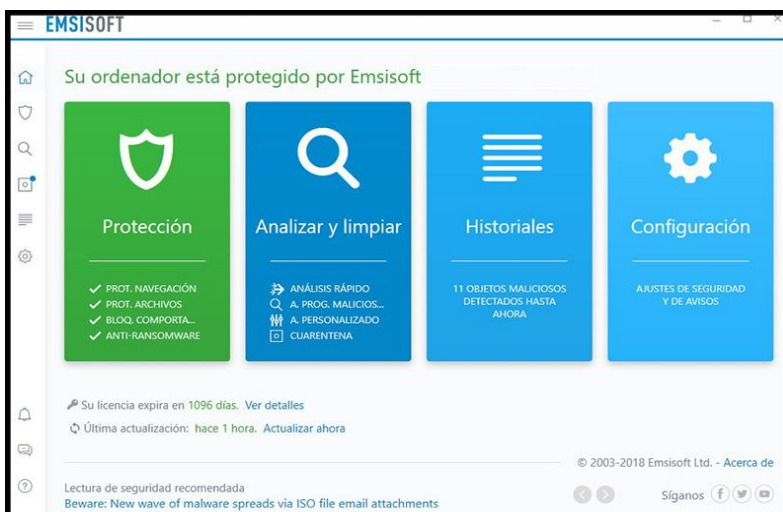 EMSISOFT
Su ordenador está protegido por Emsisoft
Protección
✓ PROT. NAVEGACIÓN
✓ PROT. ARCHIVOS
✓ BLOQ. COMPORTA...
✓ ANTI-RANSOMWARE
Analizar y limpiar
ANÁLISIS RÁPIDO
A. PROG. MALICIOS...
A. PERSONALIZADO
CUARENTENA
Historiales
11 OBJETOS MALICIOSOS
DETECTADOS HASTA
AHORA
Configuración
AJUSTES DE SEGURIDAD
Y DE AVISOS
Su licencia expira en 1096 días. Ver detalles
Última actualización: hace 1 hora. Actualizar ahora
© 2003-2018 Emsisoft Ltd. - Acerca de
Lectura de seguridad recomendada
Beware: New wave of malware spreads via ISO file email attachments
Síganos